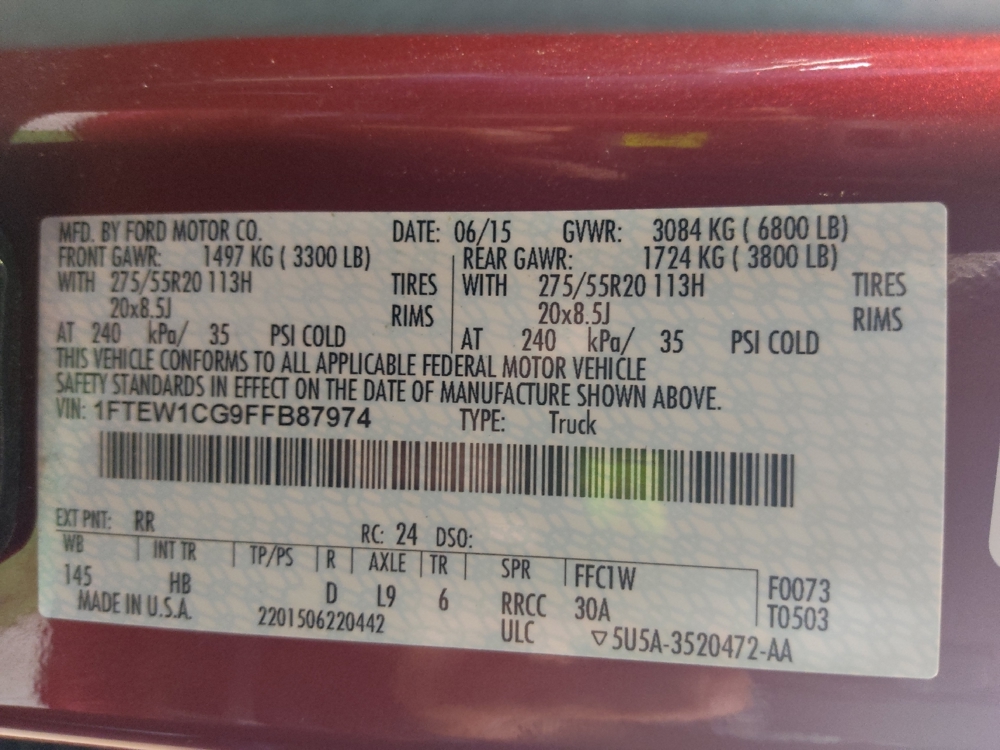 MFD. BY FORD MOTOR CO. DATE: 06/15 GVWR: 3084 KG ( 6800 LB)
FRONT GAWR: 1497 KG ( 3300 LB) REAR GAWR: 1724 KG ( 3800 LB)
WITH 275/55R20 113H TIRES WITH 275/55R20 113H TIRES
20x8.5J RIMS 20x8.5J RIMS
AT 240 kPa/ 35 PSI COLD AT 240 kPa/ 35 PSI COLD
THIS VEHICLE CONFORMS TO ALL APPLICABLE FEDERAL MOTOR VEHICLE
SAFETY STANDARDS IN EFFECT ON THE DATE OF MANUFACTURE SHOWN ABOVE.
VIN: 1FTEW1CG9FFB87974 TYPE: Truck
EXT PNT: RR RC: 24 DSO:
WB INT TR TP/PS R AXLE TR SPR FFC1W F0073
145 HB D L9 6 RRCC 30A T0503
MADE IN U.S.A. 2201506220442 ULC ▽5U5A-3520472-AA